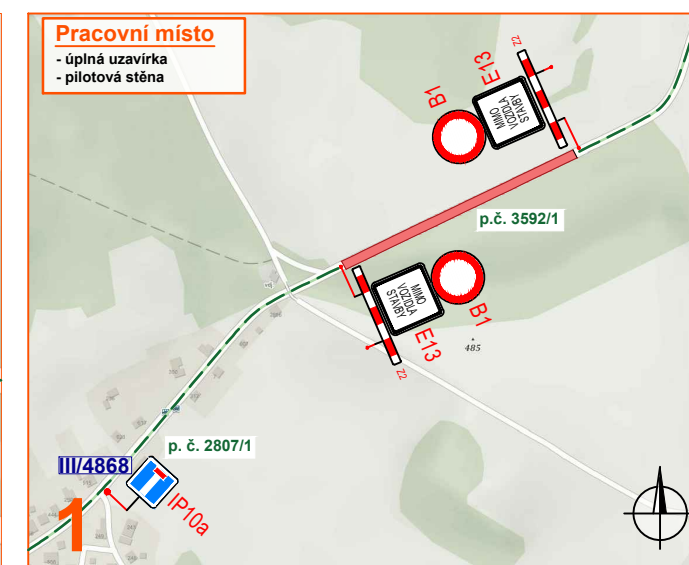 Pracovní místo
- úplná uzavírka
- pilotová stěna
Z2
E13
B1
MIMO
VOZIDLA
STAVBY
p.č. 3592/1
MIMO
VOZIDLA
STAVBY
B1
E13
Z2
485
p. č. 2807/1
III/4868
IP10a
1